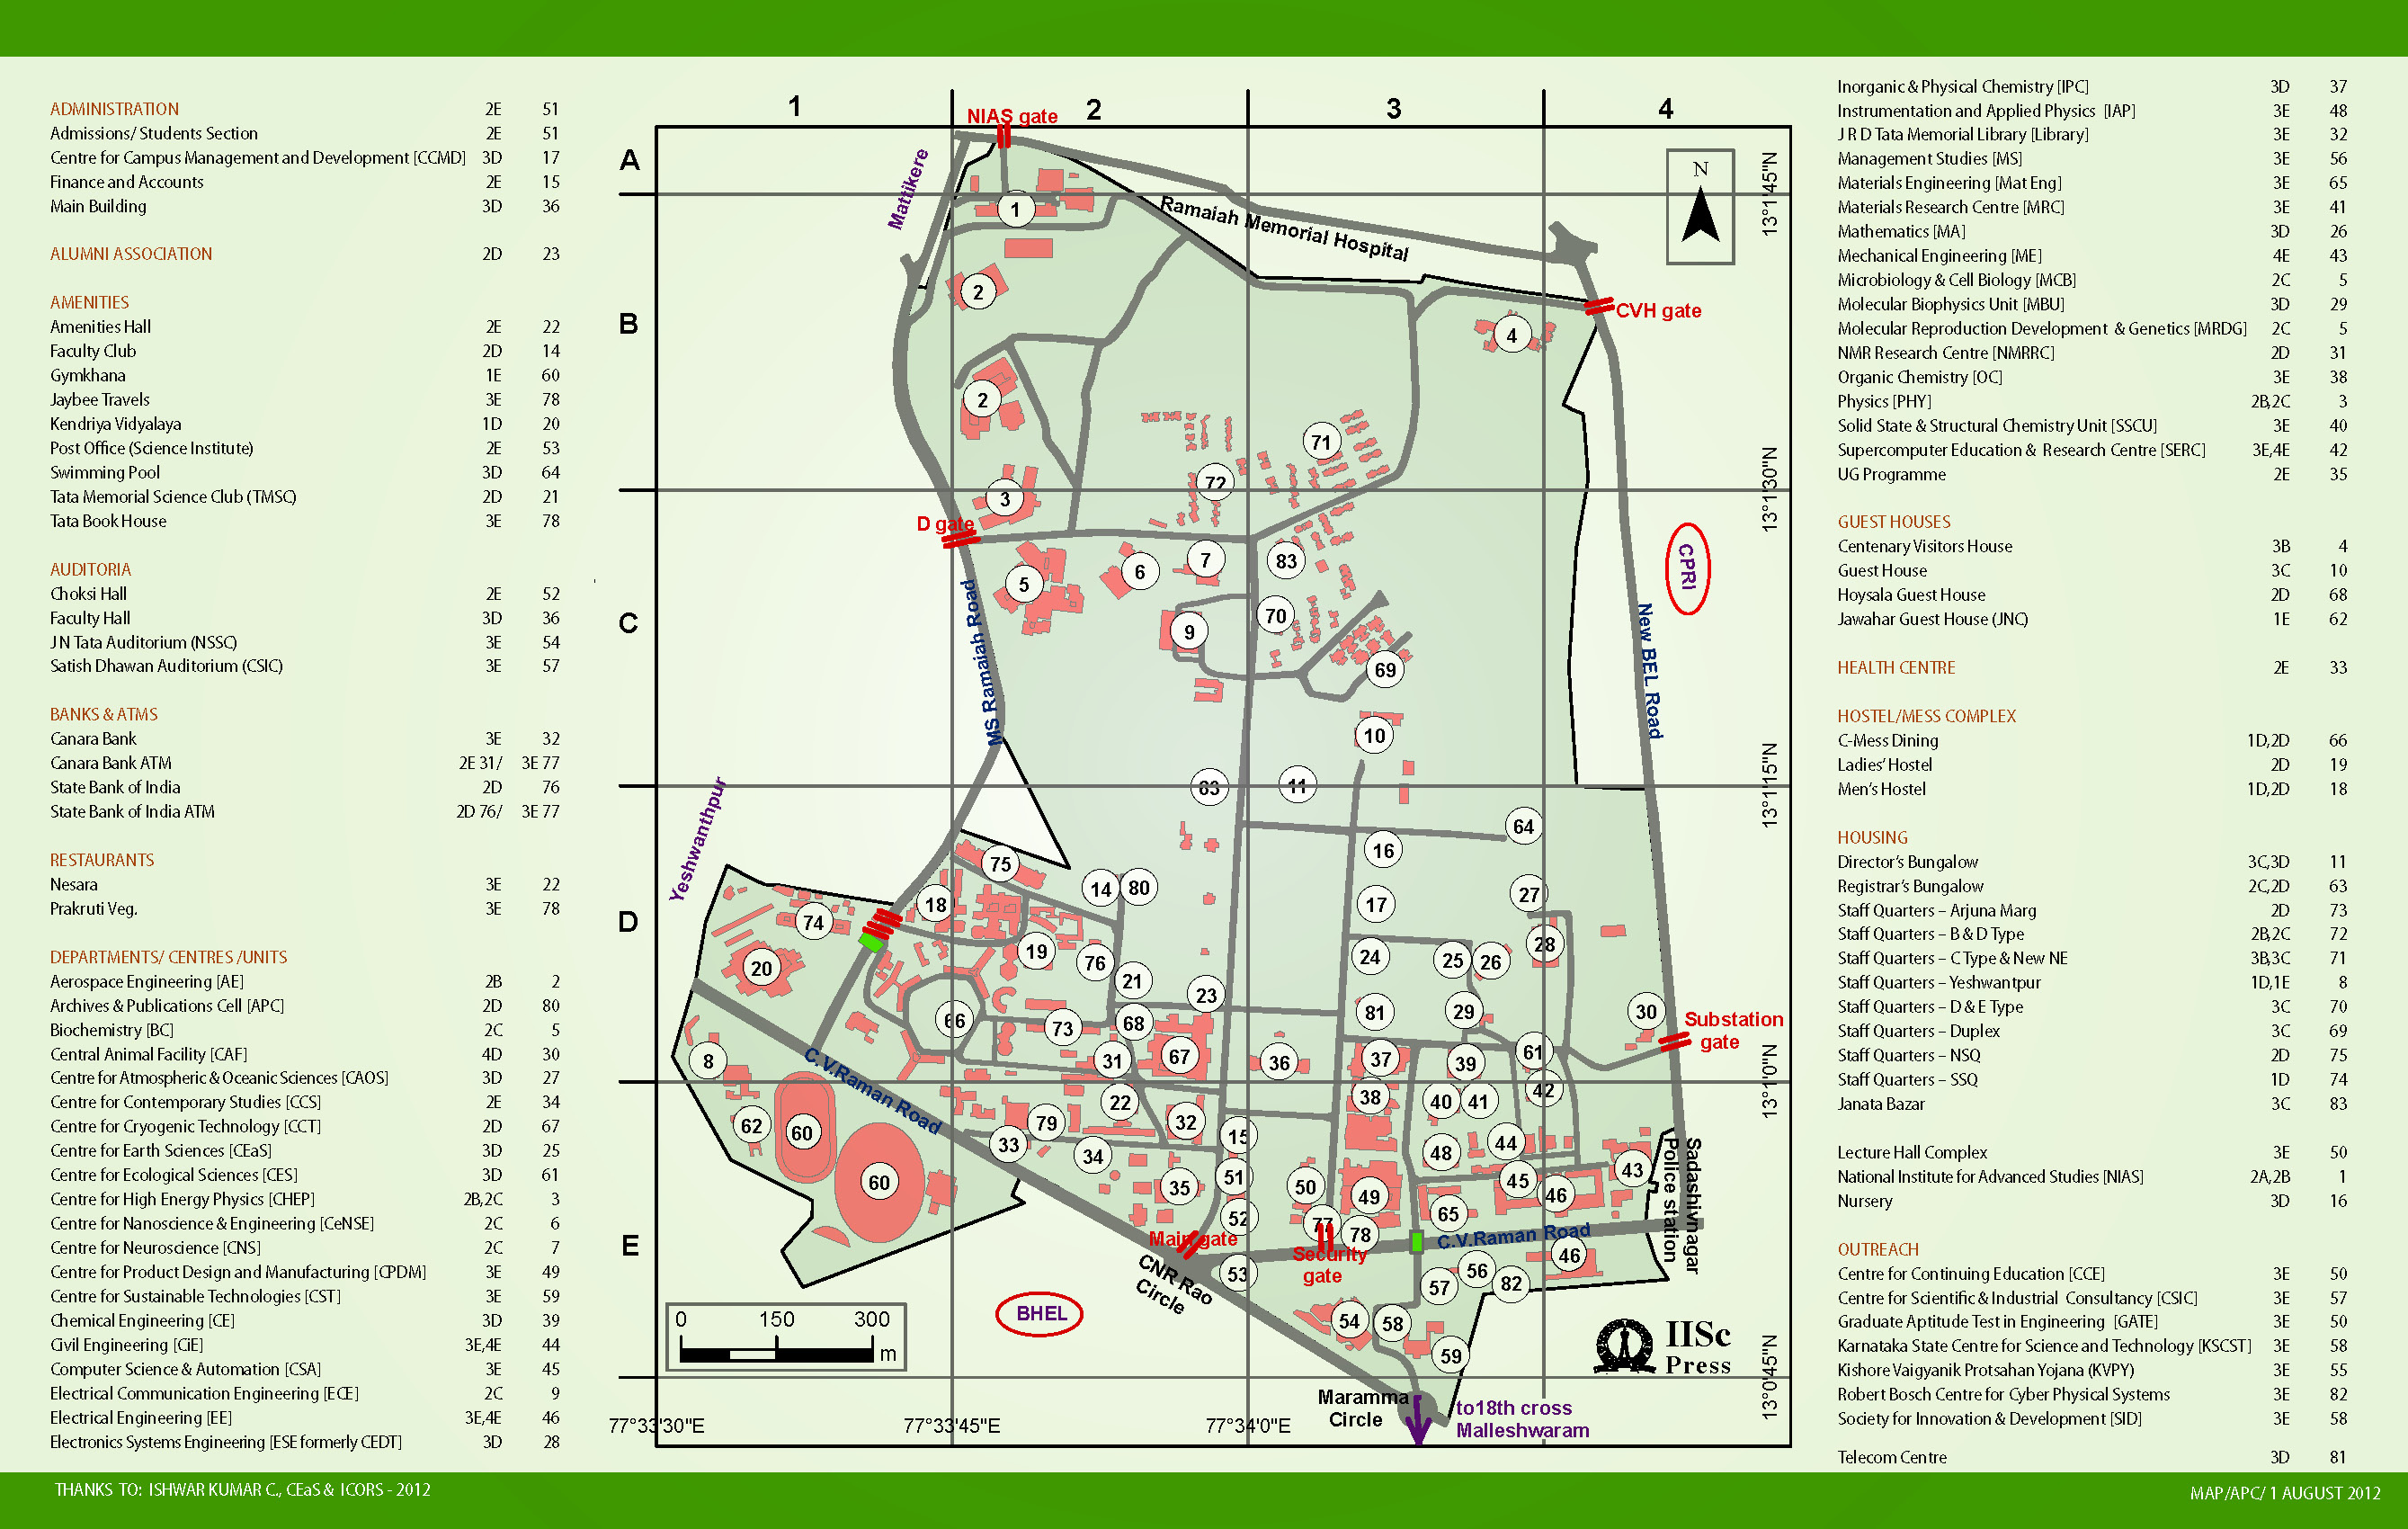 ADMINISTRATION 2E 51
Admissions/ Students Section 2E 51
Centre for Campus Management and Development [CCMD] 3D 17
Finance and Accounts 2E 15
Main Building 3D 36
ALUMNI ASSOCIATION 2D 23
AMENITIES
Amenities Hall 2E 22
Faculty Club 2D 14
Gymkhana 1E 60
Jaybee Travels 3E 78
Kendriya Vidyalaya 1D 20
Post Office (Science Institute) 2E 53
Swimming Pool 3D 64
Tata Memorial Science Club (TMSC) 2D 21
Tata Book House 3E 78
AUDITORIA
Choksi Hall 2E 52
Faculty Hall 3D 36
J N Tata Auditorium (NSSC) 3E 54
Satish Dhawan Auditorium (CSIC) 3E 57
BANKS & ATMS
Canara Bank 3E 32
Canara Bank ATM 2E 31/ 3E 77
State Bank of India 2D 76
State Bank of India ATM 2D 76/ 3E 77
RESTAURANTS
Nesara 3E 22
Prakruti Veg. 3E 78
DEPARTMENTS/ CENTRES /UNITS
Aerospace Engineering [AE] 2B 2
Archives & Publications Cell [APC] 2D 80
Biochemistry [BC] 2C 5
Central Animal Facility [CAF] 4D 30
Centre for Atmospheric & Oceanic Sciences [CAOS] 3D 27
Centre for Contemporary Studies [CCS] 2E 34
Centre for Cryogenic Technology [CCT] 2D 67
Centre for Earth Sciences [CEaS] 3D 25
Centre for Ecological Sciences [CES] 3D 61
Centre for High Energy Physics [CHEP] 2B,2C 3
Centre for Nanoscience & Engineering [CeNSE] 2C 6
Centre for Neuroscience [CNS] 2C 7
Centre for Product Design and Manufacturing [CPDM] 3E 49
Centre for Sustainable Technologies [CST] 3E 59
Chemical Engineering [CE] 3D 39
Civil Engineering [CiE] 3E,4E 44
Computer Science & Automation [CSA] 3E 45
Electrical Communication Engineering [ECE] 2C 9
Electrical Engineering [EE] 3E,4E 46
Electronics Systems Engineering [ESE formerly CEDT] 3D 28
1 2 3 4
A
B
C
D
E
NIAS gate
Matikere
Ramaiah Memorial Hospital
N
13°1'45"N
1
2
CVH gate
4
2
71
72
13°1'30"N
3
D gate
5
6
7
83
CPRI
MS Ramaiah Road
New BEL Road
9
70
69
10
63
11
13°1'15"N
Yeshwanthpur
64
16
75
14 80
27
18
17
74
28
19
24
25 26
20
76
21
23
66
73
68
81
29
30
Substation
gate
8
C.V.Raman Road
31
67
36
37
39
61
13°1'0"N
42
38
40 41
22
62
60
79
32
15
33
34
48
44
43
Sadashivnagar
Police station
60
35
51
50
49
45
46
52
77
78
65
Main gate
Security
gate
C.V.Raman Road
46
CNR Rao
Circle
53
56
57
82
0 150 300
m
BHEL
54
58
59
IISc
Press
13°0'45"N
Maramma
Circle
to18th cross
Malleshwaram
77°33'30"E 77°33'45"E 77°34'0"E
Inorganic & Physical Chemistry [IPC] 3D 37
Instrumentation and Applied Physics [IAP] 3E 48
J R D Tata Memorial Library [Library] 3E 32
Management Studies [MS] 3E 56
Materials Engineering [Mat Eng] 3E 65
Materials Research Centre [MRC] 3E 41
Mathematics [MA] 3D 26
Mechanical Engineering [ME] 4E 43
Microbiology & Cell Biology [MCB] 2C 5
Molecular Biophysics Unit [MBU] 3D 29
Molecular Reproduction Development & Genetics [MRDG] 2C 5
NMR Research Centre [NMRRC] 2D 31
Organic Chemistry [OC] 3E 38
Physics [PHY] 2B,2C 3
Solid State & Structural Chemistry Unit [SSCU] 3E 40
Supercomputer Education & Research Centre [SERC] 3E,4E 42
UG Programme 2E 35
GUEST HOUSES
Centenary Visitors House 3B 4
Guest House 3C 10
Hoysala Guest House 2D 68
Jawahar Guest House (JNC) 1E 62
HEALTH CENTRE 2E 33
HOSTEL/MESS COMPLEX
C-Mess Dining 1D,2D 66
Ladies' Hostel 2D 19
Men's Hostel 1D,2D 18
HOUSING
Director's Bungalow 3C,3D 11
Registrar's Bungalow 2C,2D 63
Staff Quarters – Arjuna Marg 2D 73
Staff Quarters – B & D Type 2B,2C 72
Staff Quarters – C Type & New NE 3B,3C 71
Staff Quarters – Yeshwantpur 1D,1E 8
Staff Quarters – D & E Type 3C 70
Staff Quarters – Duplex 3C 69
Staff Quarters – NSQ 2D 75
Staff Quarters – SSQ 1D 74
Janata Bazar 3C 83
Lecture Hall Complex 3E 50
National Institute for Advanced Studies [NIAS] 2A,2B 1
Nursery 3D 16
OUTREACH
Centre for Continuing Education [CCE] 3E 50
Centre for Scientific & Industrial Consultancy [CSIC] 3E 57
Graduate Aptitude Test in Engineering [GATE] 3E 50
Karnataka State Centre for Science and Technology [KSCST] 3E 58
Kishore Vaigyanik Protsahan Yojana (KVPY) 3E 55
Robert Bosch Centre for Cyber Physical Systems 3E 82
Society for Innovation & Development [SID] 3E 58
Telecom Centre 3D 81
THANKS TO: ISHWAR KUMAR C., CEaS & ICORS - 2012
MAP/APC/ 1 AUGUST 2012